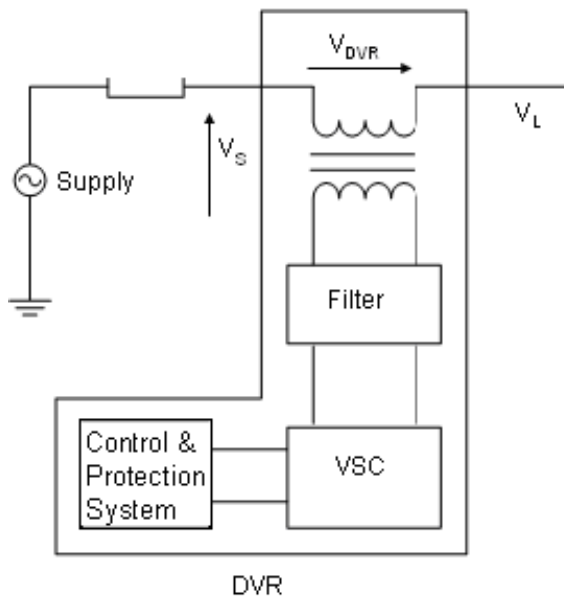 V_DVR
V_S
V_L
Supply
Filter
Control &
Protection
System
VSC
DVR